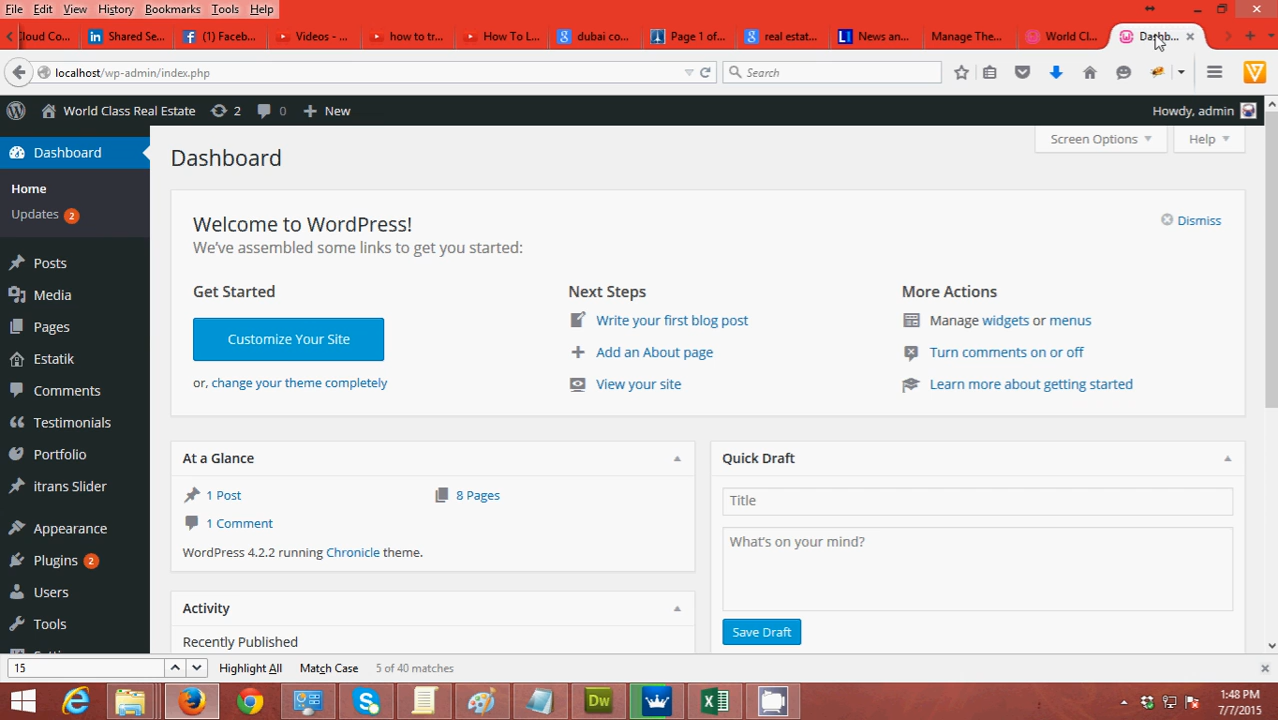 File Edit View History Bookmarks Tools Help
Cloud Co... Shared Se... (1) Faceb... Videos - ... how to tr... How To L... dubai co... Page 1 of... real estat... News an... Manage The... World Cl... Dashb...
localhost/wp-admin/index.php Search
World Class Real Estate 2 0 New Howdy, admin
Dashboard
Home
Updates 2
Posts
Media
Pages
Estatik
Comments
Testimonials
Portfolio
itrans Slider
Appearance
Plugins 2
Users
Tools
Screen Options Help
Dashboard
Welcome to WordPress!
Dismiss
We've assembled some links to get you started:
Get Started
Customize Your Site
or, change your theme completely
Next Steps
Write your first blog post
Add an About page
View your site
More Actions
Manage widgets or menus
Turn comments on or off
Learn more about getting started
At a Glance
1 Post 8 Pages
1 Comment
WordPress 4.2.2 running Chronicle theme.
Activity
Recently Published
Quick Draft
Title
What's on your mind?
Save Draft
15 Highlight All Match Case 5 of 40 matches
Dw
1:48 PM
7/7/2015